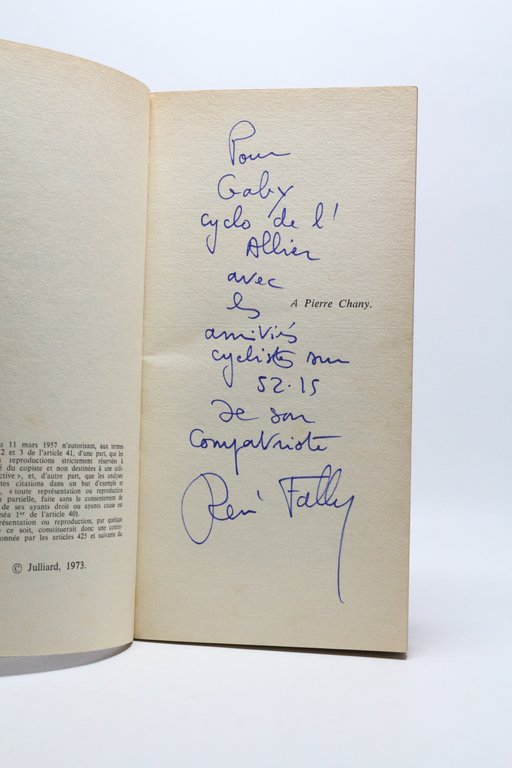 u 11 mars 1957 n'autorisant, aux termes
2 et 3 de l'article 41, d'une part, que les
reproductions strictement réservés à
é du copiste et non destinées à une utili-
ective », et, d'autre part, que les analyses
tes citations dans un but d'exemple et
, « toute représentation ou reproduction
partielle, faite sans le consentement de
de ses ayants droit ou ayants cause est
néa 1er de l'article 40).
présentation ou reproduction, par quelque
ce soit, constituerait donc une contre-
onnée par les articles 425 et suivants du
© Julliard, 1973.
Pour
Gaby
cyclo de l'
Allier
avec
les
A Pierre Chany.
amitiés
cyclistes sur
52.15
de son
Compatriote
René Fally